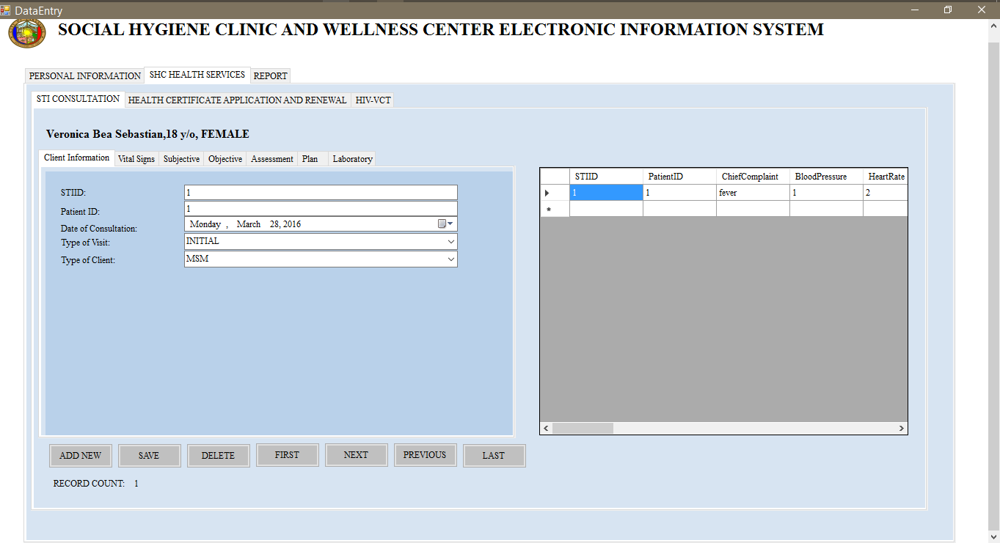 DataEntry
SOCIAL HYGIENE CLINIC AND WELLNESS CENTER ELECTRONIC INFORMATION SYSTEM
PERSONAL INFORMATION SHC HEALTH SERVICES REPORT
STI CONSULTATION HEALTH CERTIFICATE APPLICATION AND RENEWAL HIV-VCT
Veronica Bea Sebastian,18 y/o, FEMALE
Client Information Vital Signs Subjective Objective Assessment Plan Laboratory
STIID: 1
Patient ID: 1
Date of Consultation: Monday , March 28, 2016
Type of Visit: INITIAL
Type of Client: MSM
STIID PatientID ChiefComplaint BloodPressure HeartRate
1 1 fever 1 2
*
ADD NEW SAVE DELETE FIRST NEXT PREVIOUS LAST
RECORD COUNT: 1